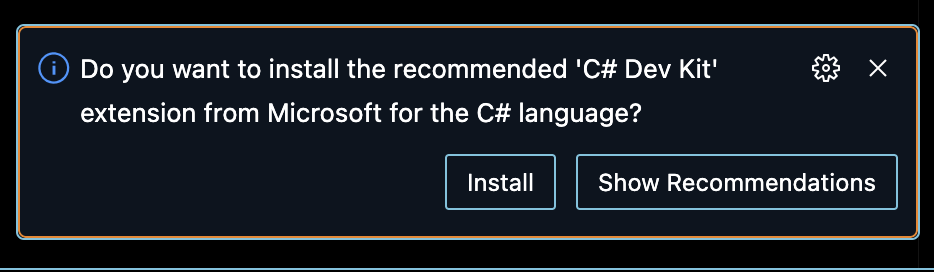 Do you want to install the recommended 'C# Dev Kit'
extension from Microsoft for the C# language?
Install
Show Recommendations